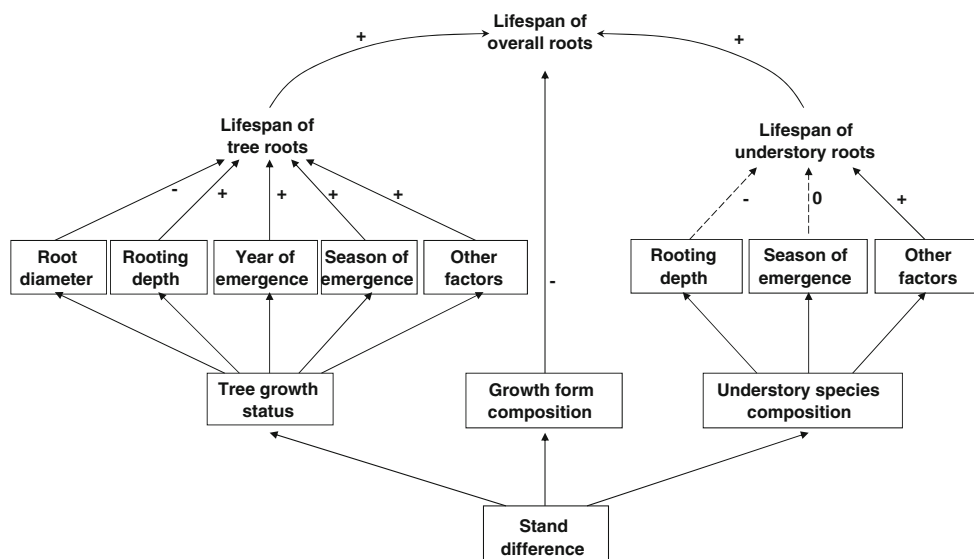 Lifespan of
overall roots
+
+
Lifespan of
tree roots
Lifespan of
understory roots
-
+
+
+
+
-
0
+
Root
diameter
Rooting
depth
Year of
emergence
Season of
emergence
Other
factors
-
Rooting
depth
Season of
emergence
Other
factors
Tree growth
status
Growth form
composition
Understory species
composition
Stand
difference